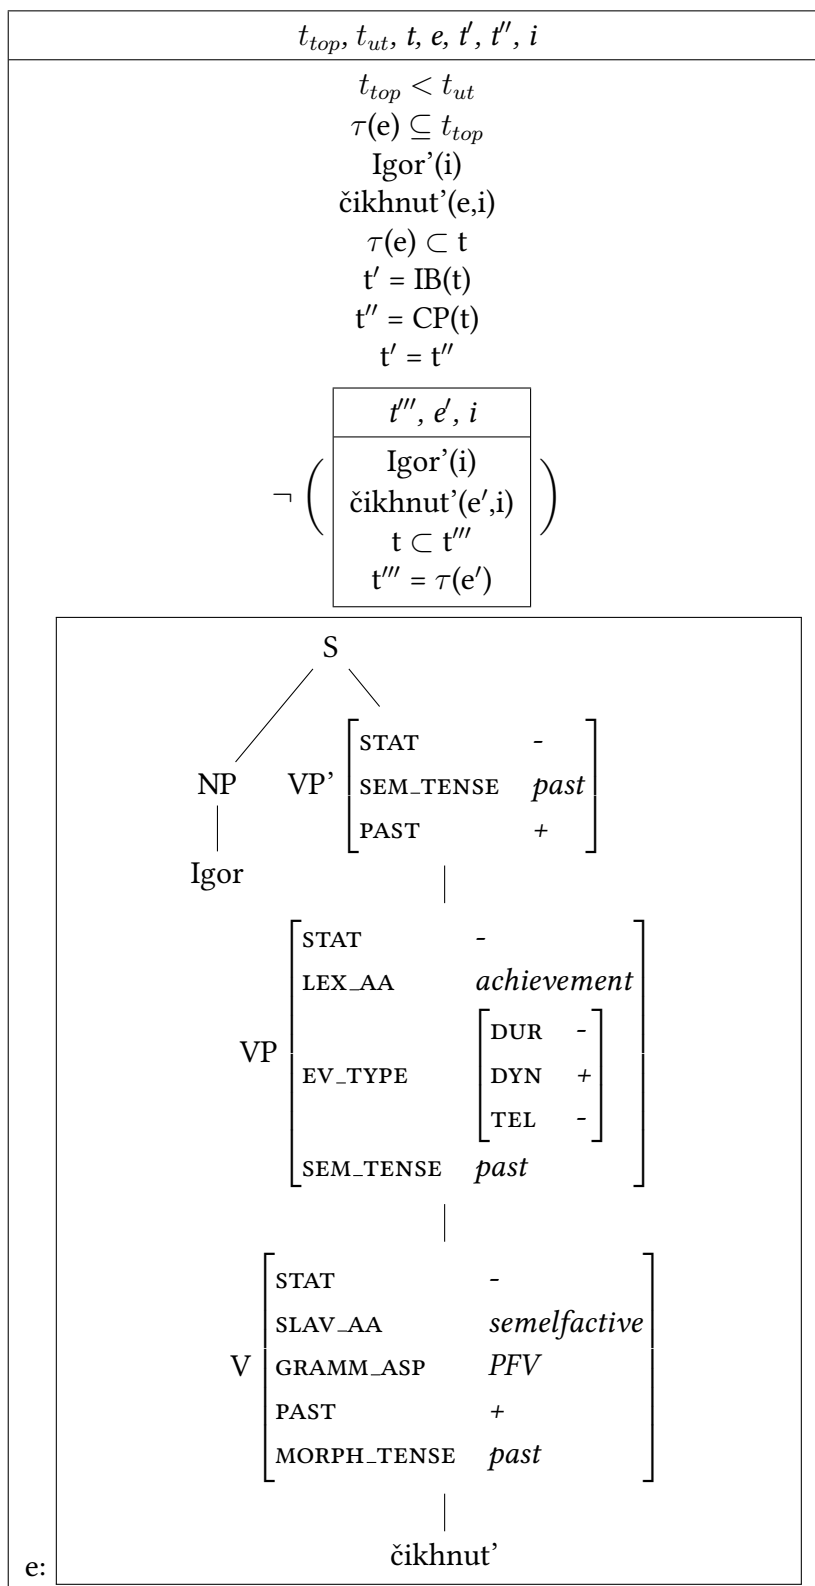 t_top, t_ut, t, e, t′, t″, i
t_top < t_ut
τ(e) ⊆ t_top
Igor’(i)
čikhnut’(e,i)
τ(e) ⊂ t
t′ = IB(t)
t″ = CP(t)
t′ = t″
t‴, e′, i
¬ ( Igor’(i) )
čikhnut’(e′,i)
t ⊂ t‴
t‴ = τ(e′)
S
STAT -
NP VP’ SEM_TENSE past
PAST +
Igor
STAT -
LEX_AA achievement
DUR -
VP EV_TYPE DYN +
TEL -
SEM_TENSE past
STAT -
SLAV_AA semelfactive
V GRAMM_ASP PFV
PAST +
MORPH_TENSE past
e: čikhnut’